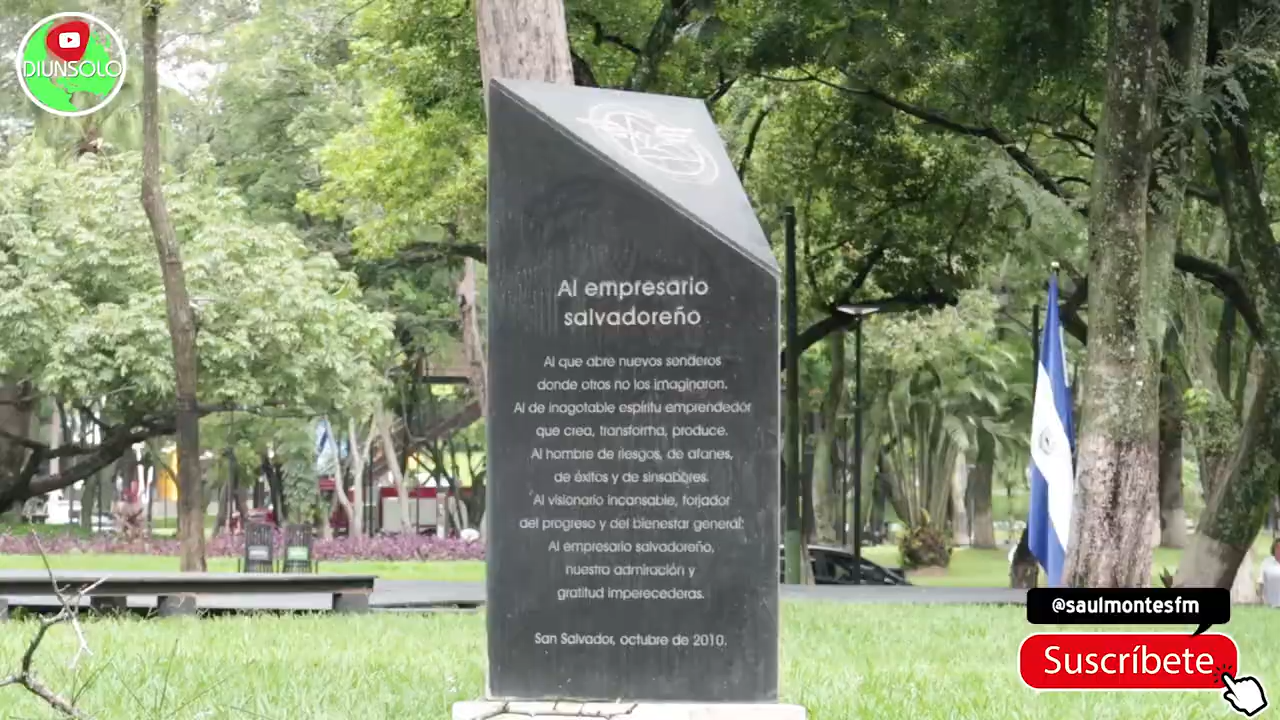 DIUNSOLO
Al empresario
salvadoreño
Al que abre nuevos senderos
donde otros no los imaginaron.
Al de inagotable espíritu emprendedor
que crea, transforma, produce.
Al hombre de riesgos, de afanes,
de éxitos y de sinsabores.
Al visionario incansable, forjador
del progreso y del bienestar general.
Al empresario salvadoreño,
nuestra admiración y
gratitud imperecederas.
San Salvador, octubre de 2010.
@saulmontesfm
Suscríbete